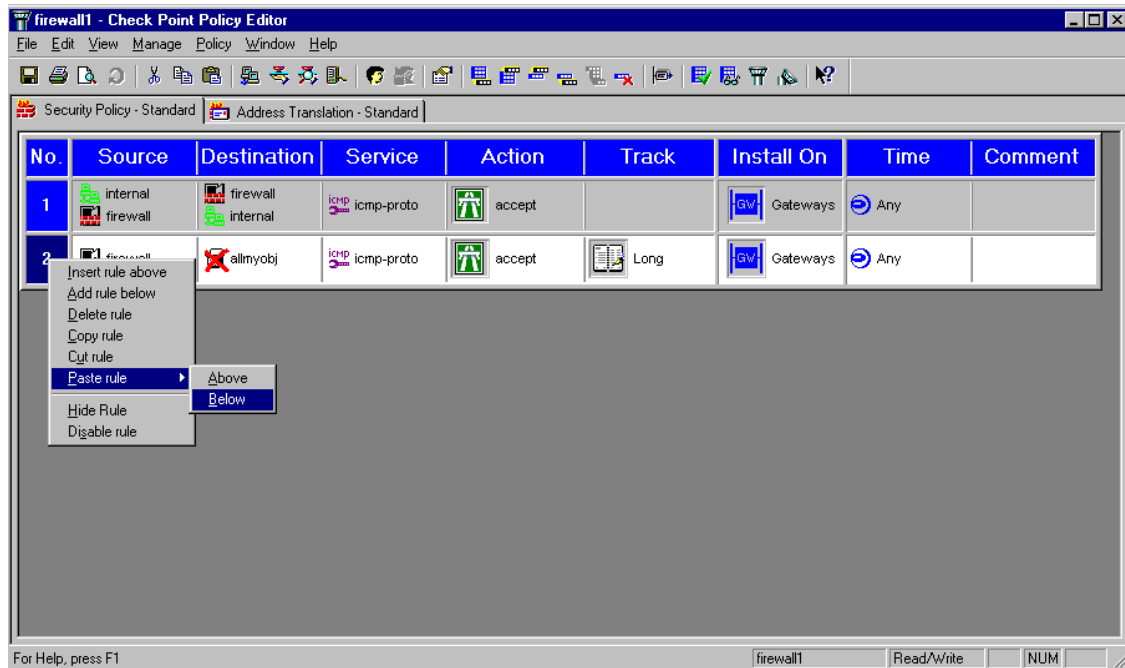 firewall1 - Check Point Policy Editor
File Edit View Manage Policy Window Help
Security Policy - Standard Address Translation - Standard
No. Source Destination Service Action Track Install On Time Comment
1 internal firewall icmp-proto accept Gateways Any
firewall internal
2 firewall allmyobj icmp-proto accept Long Gateways Any
Insert rule above
Add rule below
Delete rule
Copy rule
Cut rule
Paste rule Above
Below
Hide Rule
Disable rule
For Help, press F1 firewall1 Read/Write NUM